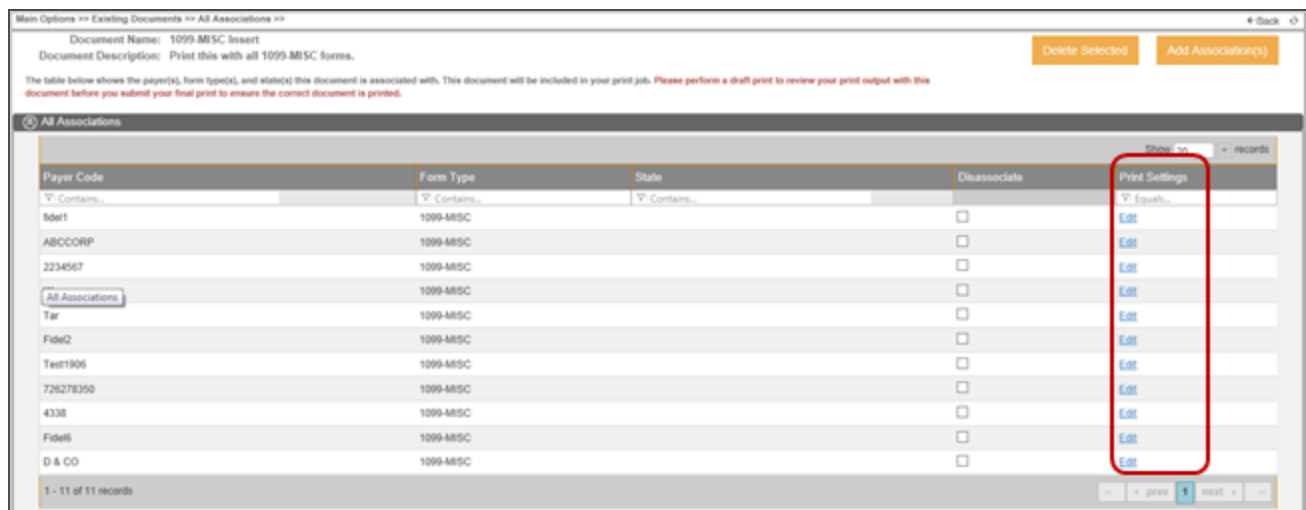 Main Options >> Existing Documents >> All Associations >>
Back
Document Name: 1099-MISC Insert
Document Description: Print this with all 1099-MISC forms.
Delete Selected
Add Association(s)
The table below shows the payer(s), form type(s), and state(s) this document is associated with. This document will be included in your print job. Please perform a draft print to review your print output with this
document before you submit your final print to ensure the correct document is printed.
All Associations
Show 20 records
Payer Code Form Type State Disassociate Print Settings
Contains... Contains... Contains... Equals...
fidel1 1099-MISC Edit
ABCCORP 1099-MISC Edit
2234567 1099-MISC Edit
All Associations 1099-MISC Edit
Tar 1099-MISC Edit
Fidel2 1099-MISC Edit
Test1906 1099-MISC Edit
726278350 1099-MISC Edit
4338 1099-MISC Edit
Fidel6 1099-MISC Edit
D & CO 1099-MISC Edit
1 - 11 of 11 records
prev 1 next